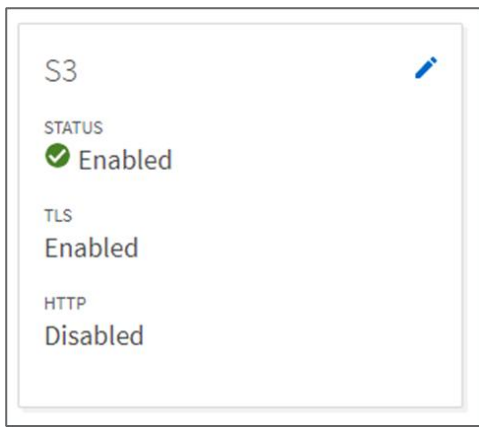 S3
STATUS
Enabled
TLS
Enabled
HTTP
Disabled